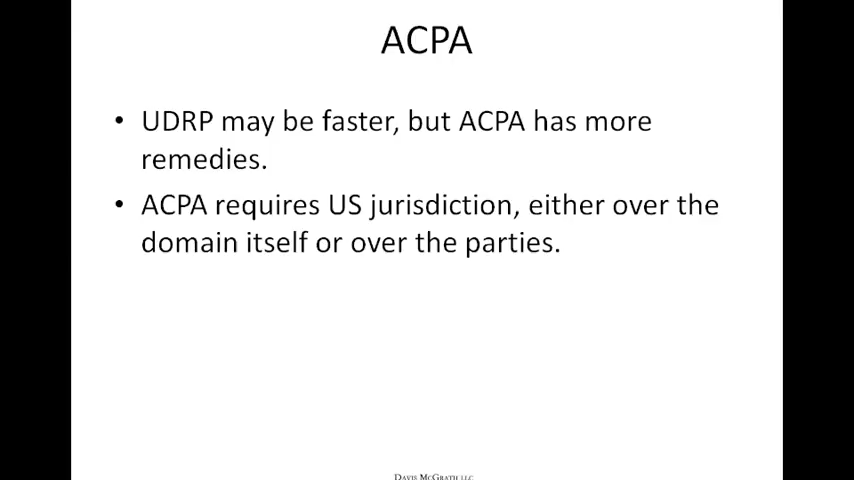 ACPA
• UDRP may be faster, but ACPA has more
remedies.
• ACPA requires US jurisdiction, either over the
domain itself or over the parties.
DAVIS MCGRATH LLC